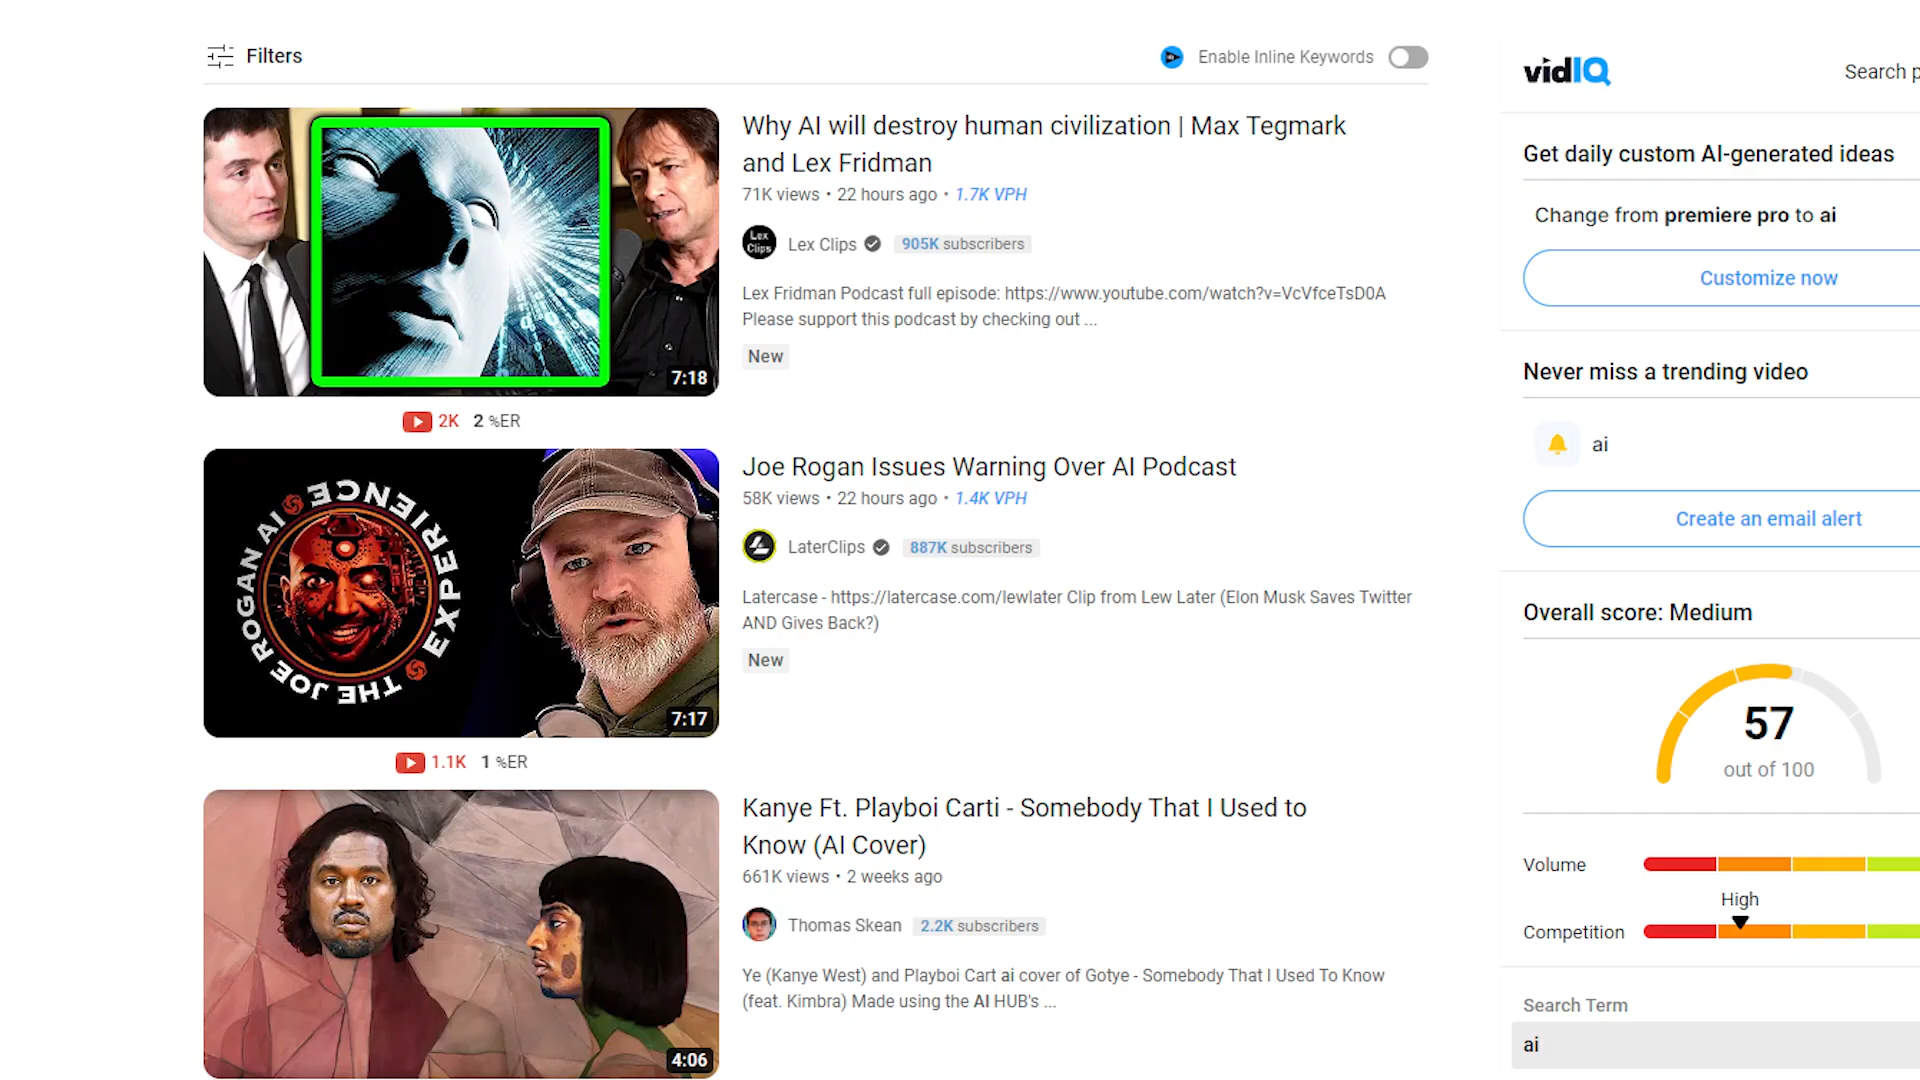 Filters
Enable Inline Keywords
7:18
2K 2 %ER
Why AI will destroy human civilization | Max Tegmark
and Lex Fridman
71K views • 22 hours ago • 1.7K VPH
Lex
Clips
Lex Clips
905K subscribers
Lex Fridman Podcast full episode: https://www.youtube.com/watch?v=VcVfceTsD0A
Please support this podcast by checking out ...
New
THE JOE ROGAN AI EXPERIENCE
7:17
1.1K 1 %ER
Joe Rogan Issues Warning Over AI Podcast
58K views • 22 hours ago • 1.4K VPH
LaterClips
887K subscribers
Latercase - https://latercase.com/lewlater Clip from Lew Later (Elon Musk Saves Twitter
AND Gives Back?)
New
4:06
Kanye Ft. Playboi Carti - Somebody That I Used to
Know (AI Cover)
661K views • 2 weeks ago
Thomas Skean
2.2K subscribers
Ye (Kanye West) and Playboi Cart ai cover of Gotye - Somebody That I Used To Know
(feat. Kimbra) Made using the AI HUB's ...
vidIQ
Search p
Get daily custom AI-generated ideas
Change from premiere pro to ai
Customize now
Never miss a trending video
ai
Create an email alert
Overall score: Medium
57
out of 100
Volume
High
Competition
Search Term
ai